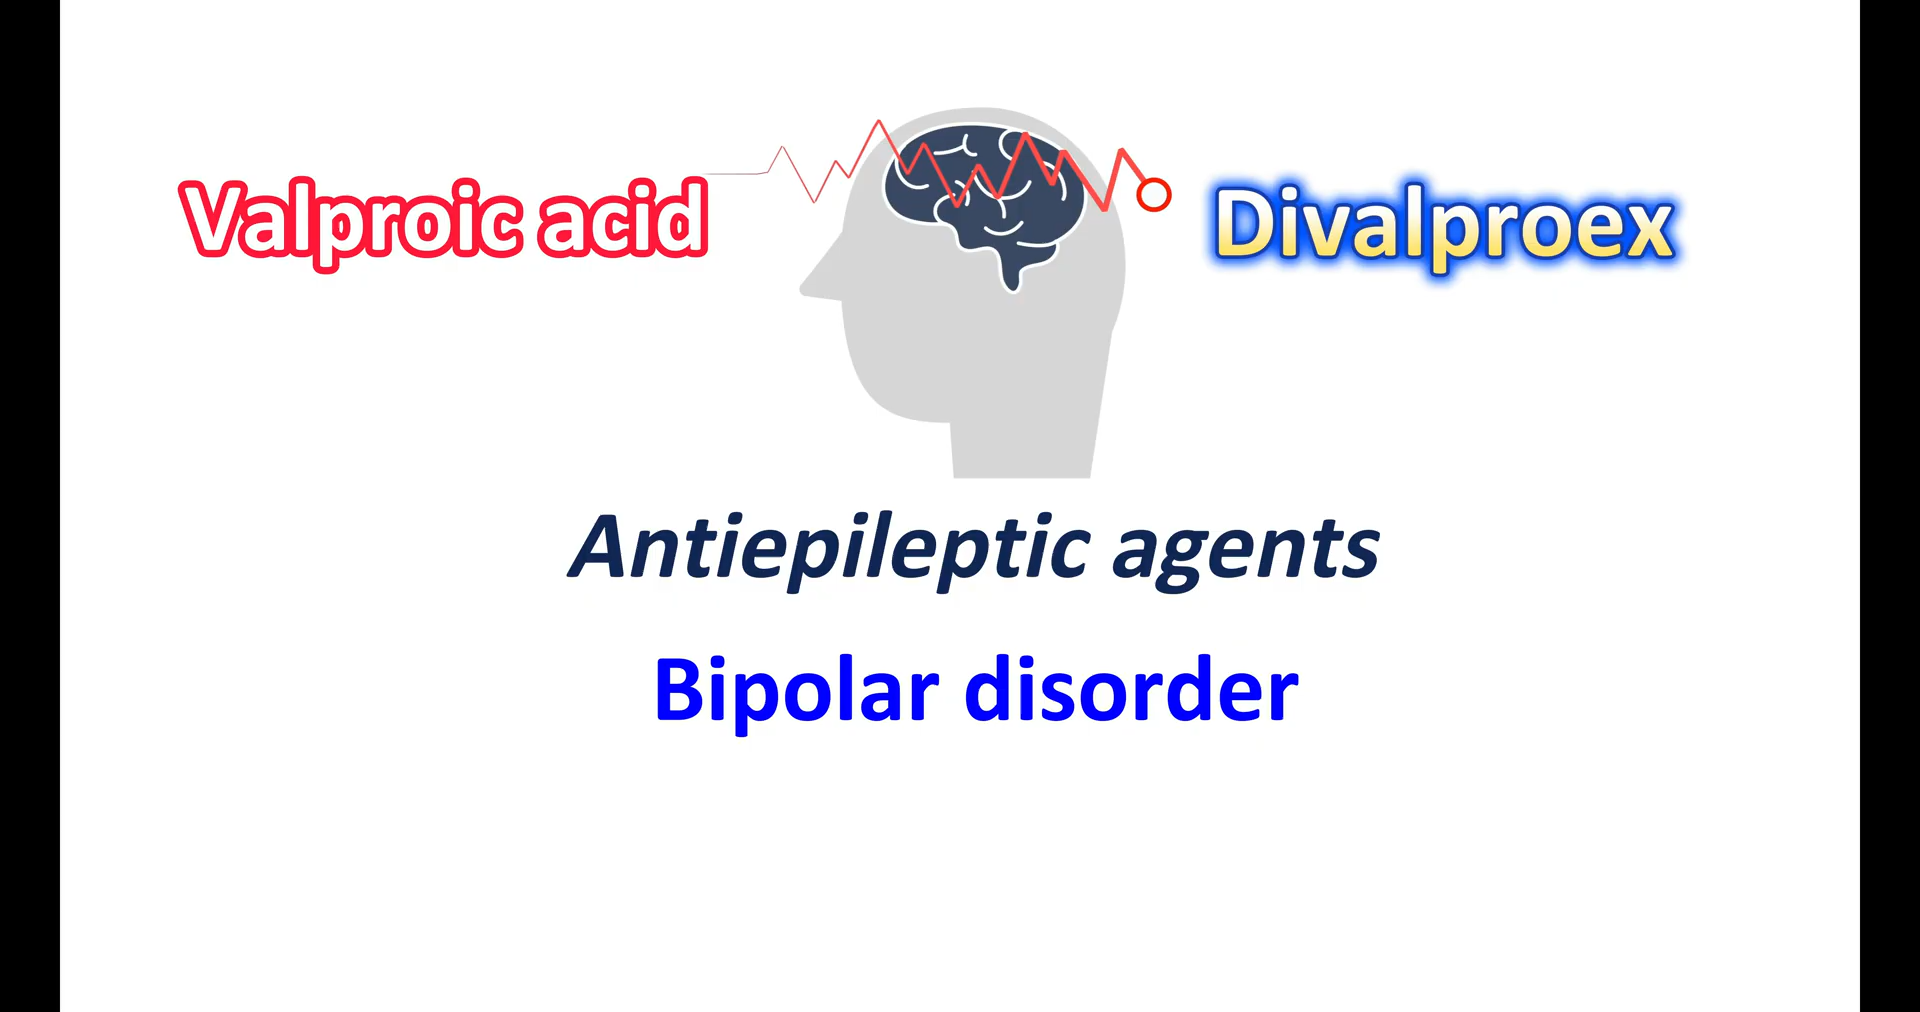 Valproic acid
Divalproex
Antiepileptic agents
Bipolar disorder